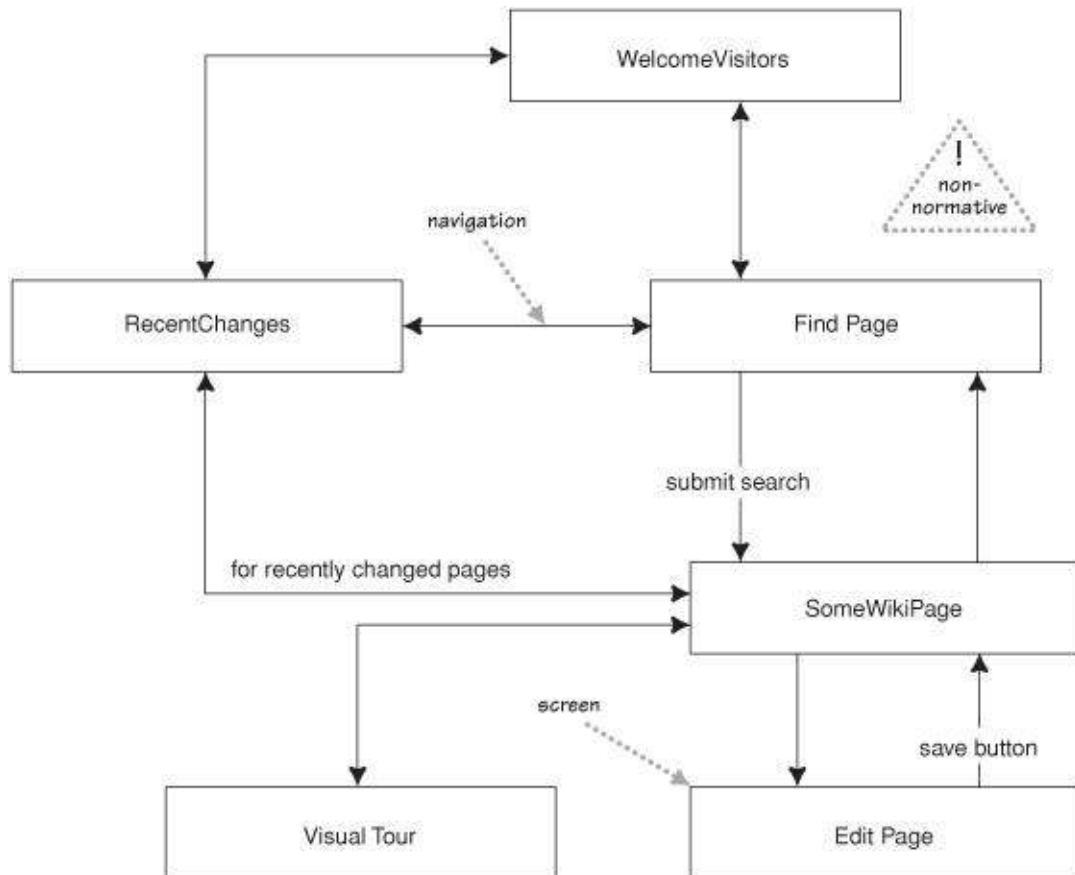 WelcomeVisitors
!
non-
normative
navigation
RecentChanges
Find Page
submit search
for recently changed pages
SomeWikiPage
screen
save button
Visual Tour
Edit Page